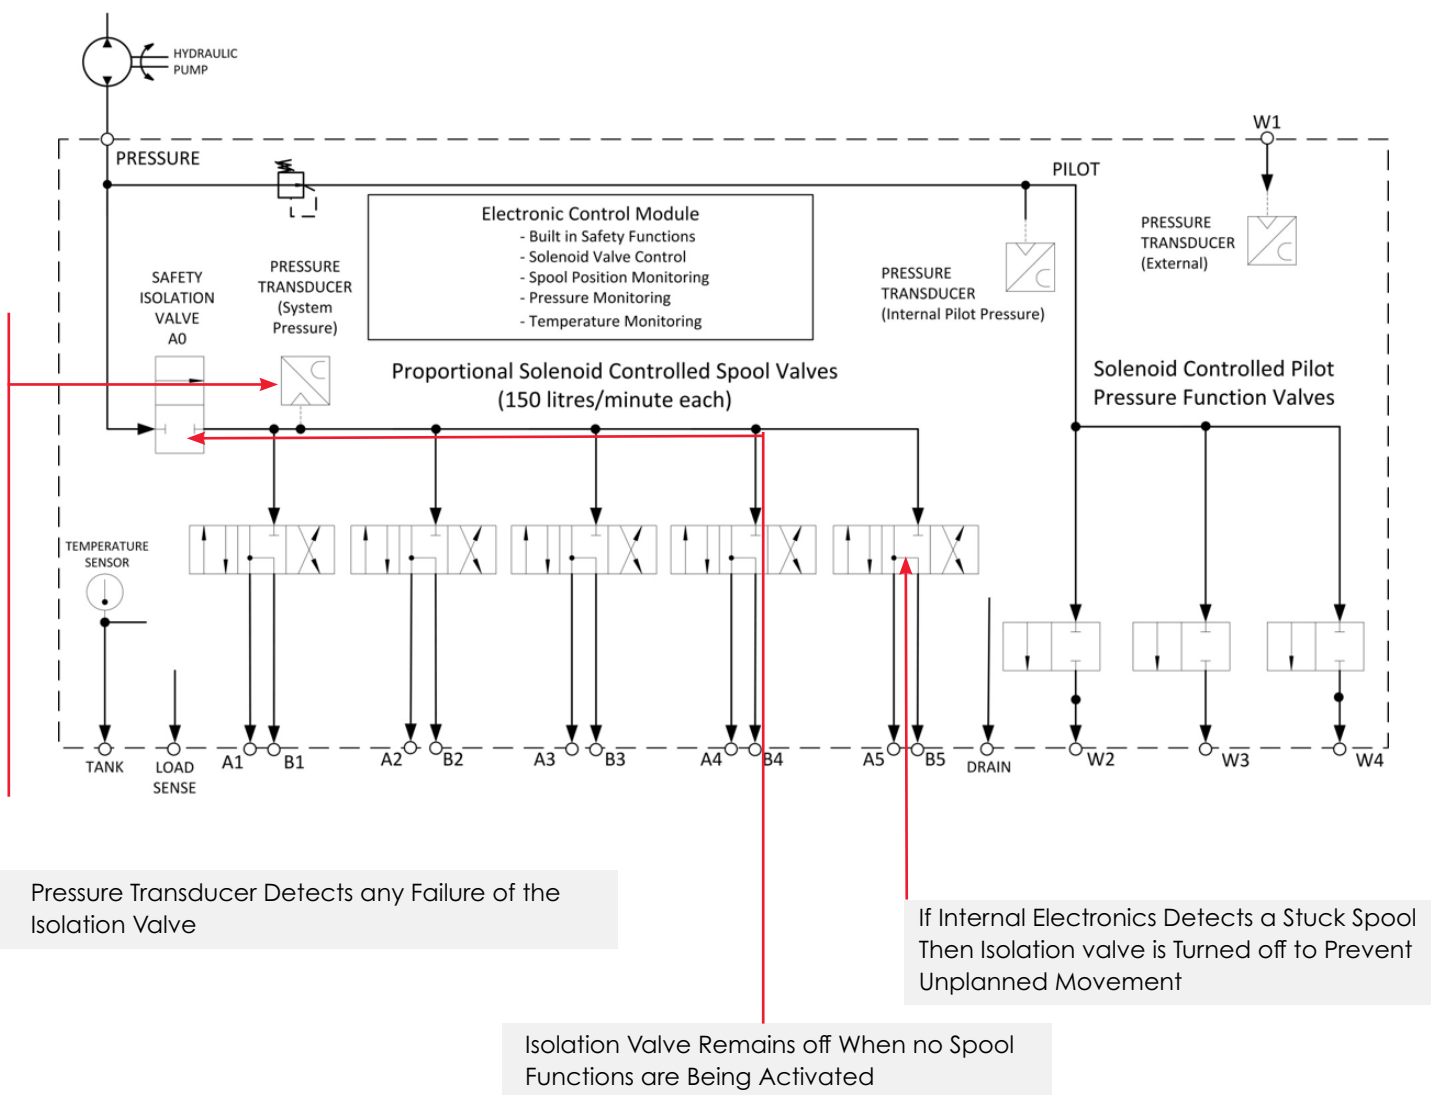 HYDRAULIC
PUMP
W1
PRESSURE
PILOT
Electronic Control Module
- Built in Safety Functions
- Solenoid Valve Control
- Spool Position Monitoring
- Pressure Monitoring
- Temperature Monitoring
PRESSURE
TRANSDUCER
(External)
SAFETY
ISOLATION
VALVE
A0
PRESSURE
TRANSDUCER
(System
Pressure)
PRESSURE
TRANSDUCER
(Internal Pilot Pressure)
Proportional Solenoid Controlled Spool Valves
(150 litres/minute each)
Solenoid Controlled Pilot
Pressure Function Valves
TEMPERATURE
SENSOR
TANK
LOAD
SENSE
A1
B1
A2
B2
A3
B3
A4
B4
A5
B5
DRAIN
W2
W3
W4
Pressure Transducer Detects any Failure of the
Isolation Valve
If Internal Electronics Detects a Stuck Spool
Then Isolation valve is Turned off to Prevent
Unplanned Movement
Isolation Valve Remains off When no Spool
Functions are Being Activated